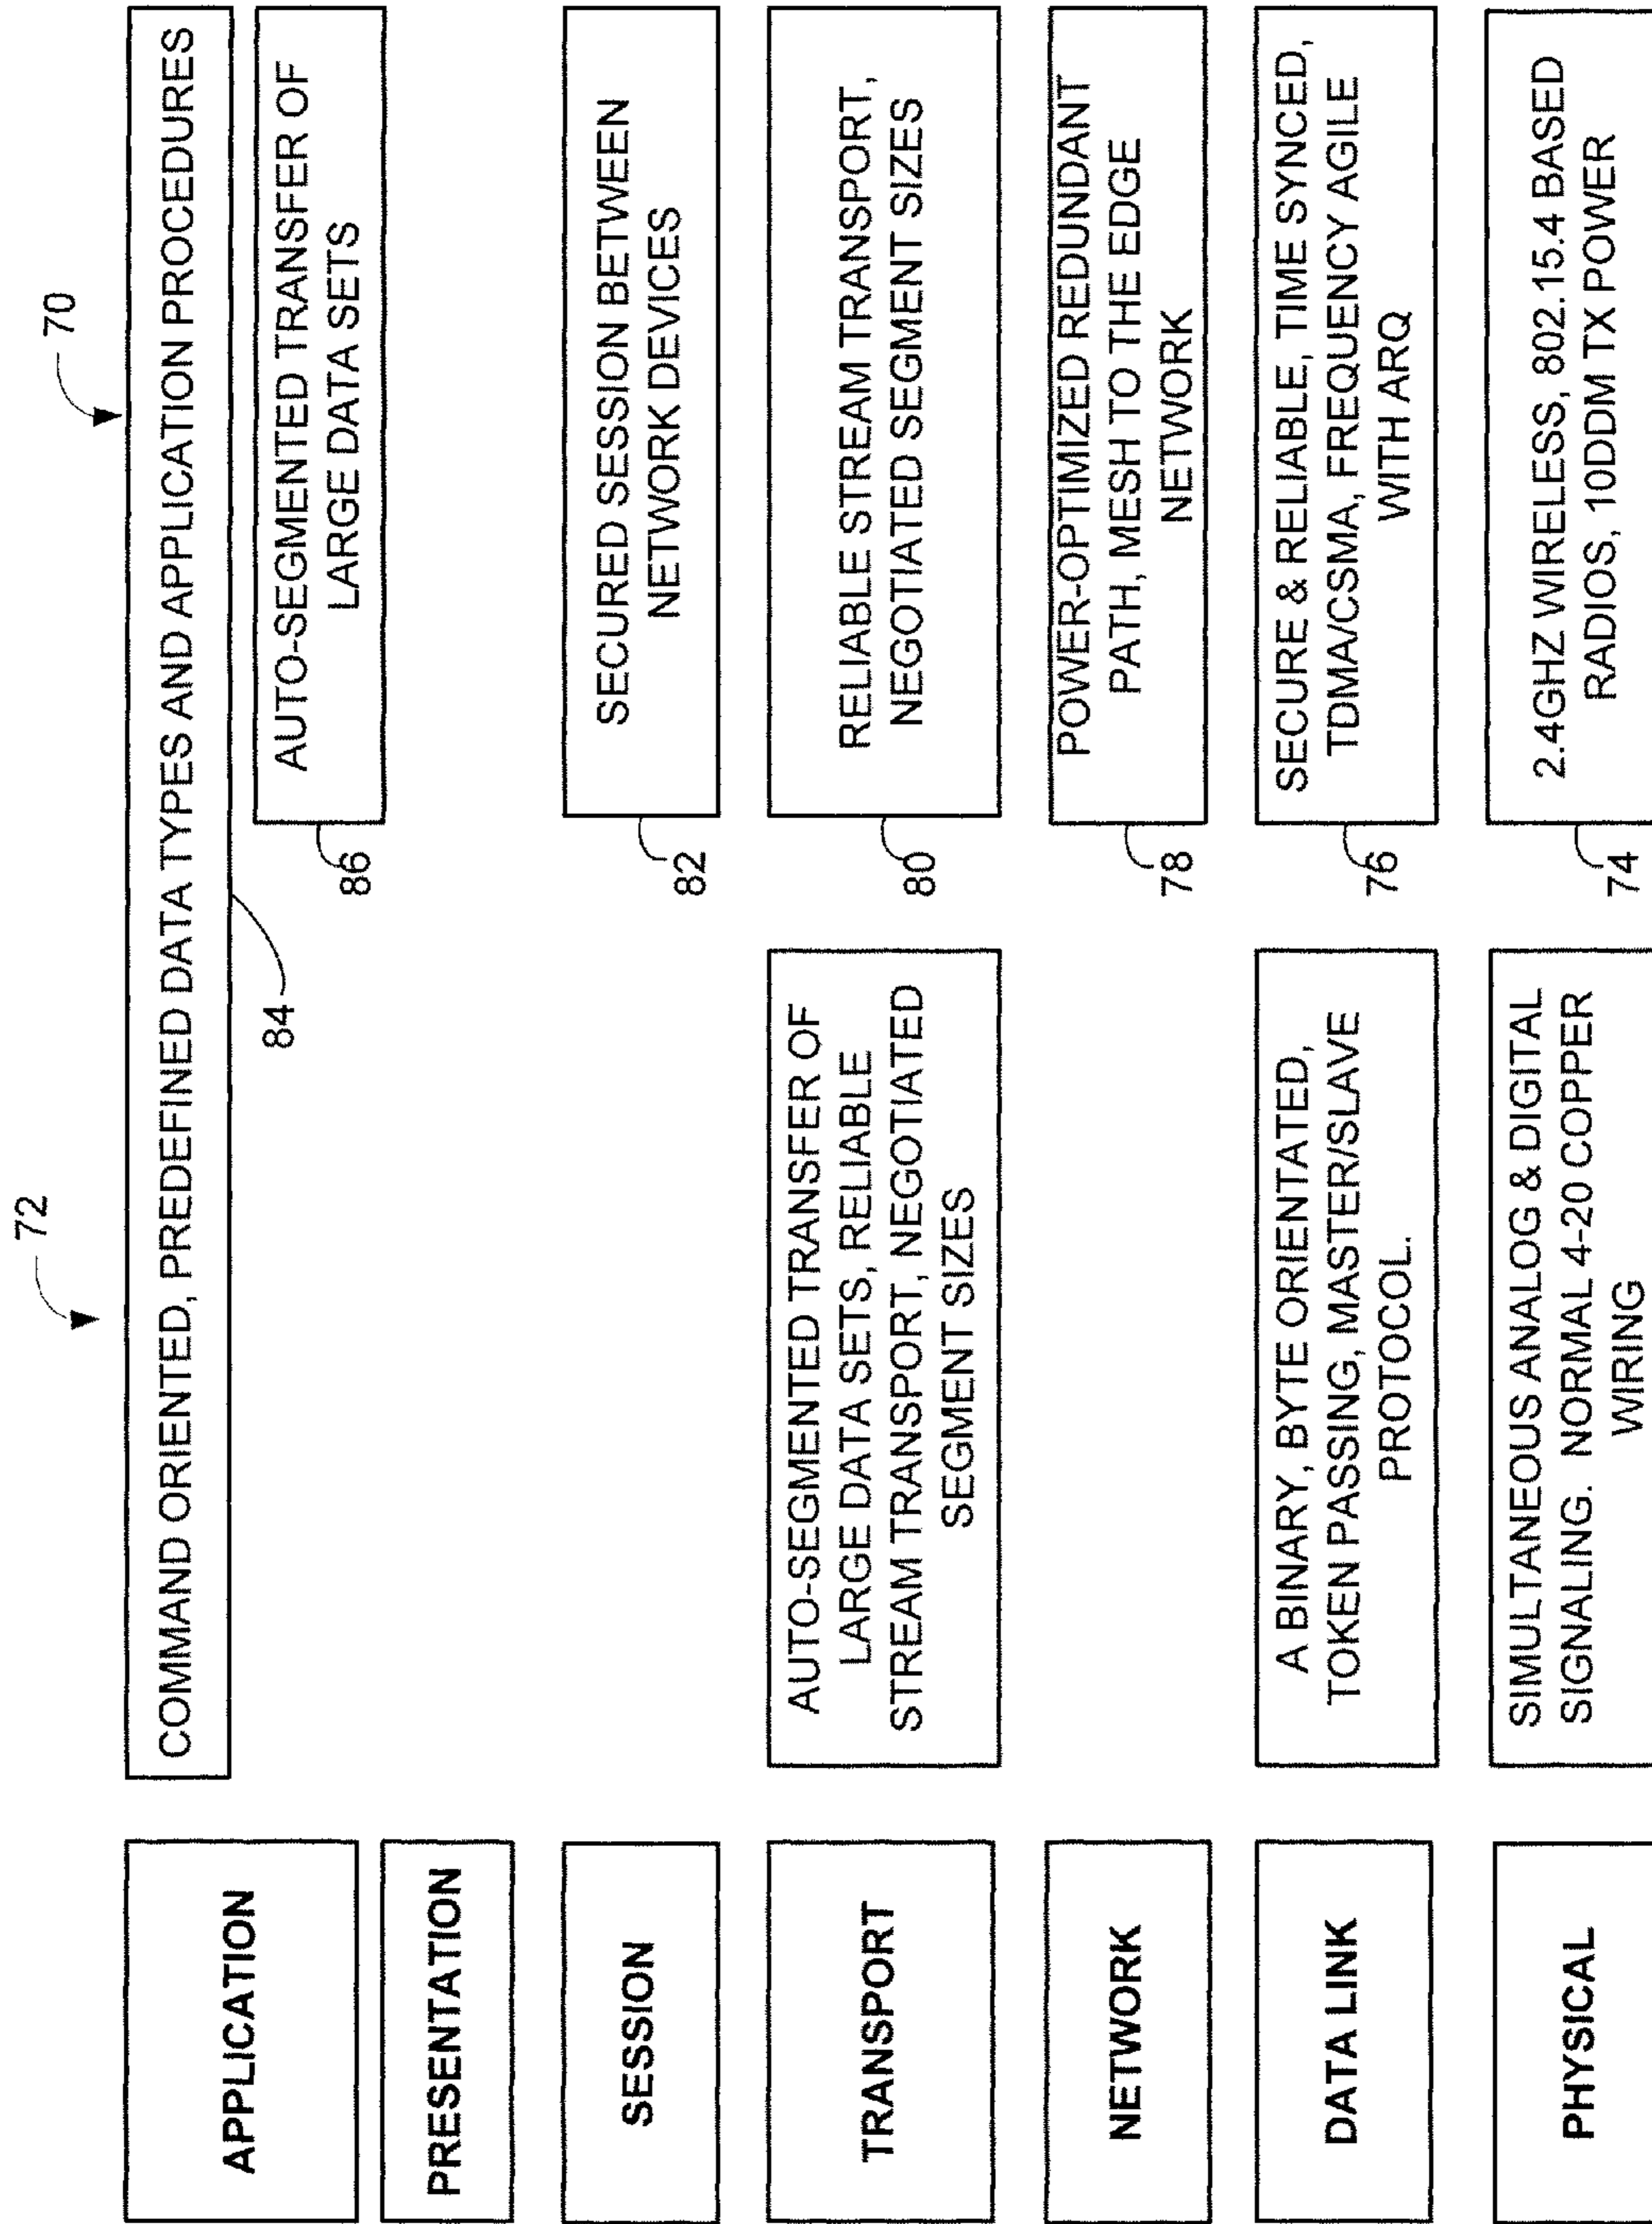 72
70
APPLICATION
COMMAND ORIENTED, PREDEFINED DATA TYPES AND APPLICATION PROCEDURES
84
AUTO-SEGMENTED TRANSFER OF
LARGE DATA SETS
86
PRESENTATION
SESSION
SECURED SESSION BETWEEN
NETWORK DEVICES
82
TRANSPORT
AUTO-SEGMENTED TRANSFER OF
LARGE DATA SETS, RELIABLE
STREAM TRANSPORT, NEGOTIATED
SEGMENT SIZES
RELIABLE STREAM TRANSPORT,
NEGOTIATED SEGMENT SIZES
80
NETWORK
POWER-OPTIMIZED REDUNDANT
PATH, MESH TO THE EDGE
NETWORK
78
DATA LINK
A BINARY, BYTE ORIENTATED,
TOKEN PASSING, MASTER/SLAVE
PROTOCOL.
SECURE & RELIABLE, TIME SYNCED,
TDMA/CSMA, FREQUENCY AGILE
WITH ARQ
76
PHYSICAL
SIMULTANEOUS ANALOG & DIGITAL
SIGNALING. NORMAL 4-20 COPPER
WIRING
2.4GHZ WIRELESS, 802.15.4 BASED
RADIOS, 10DDM TX POWER
74